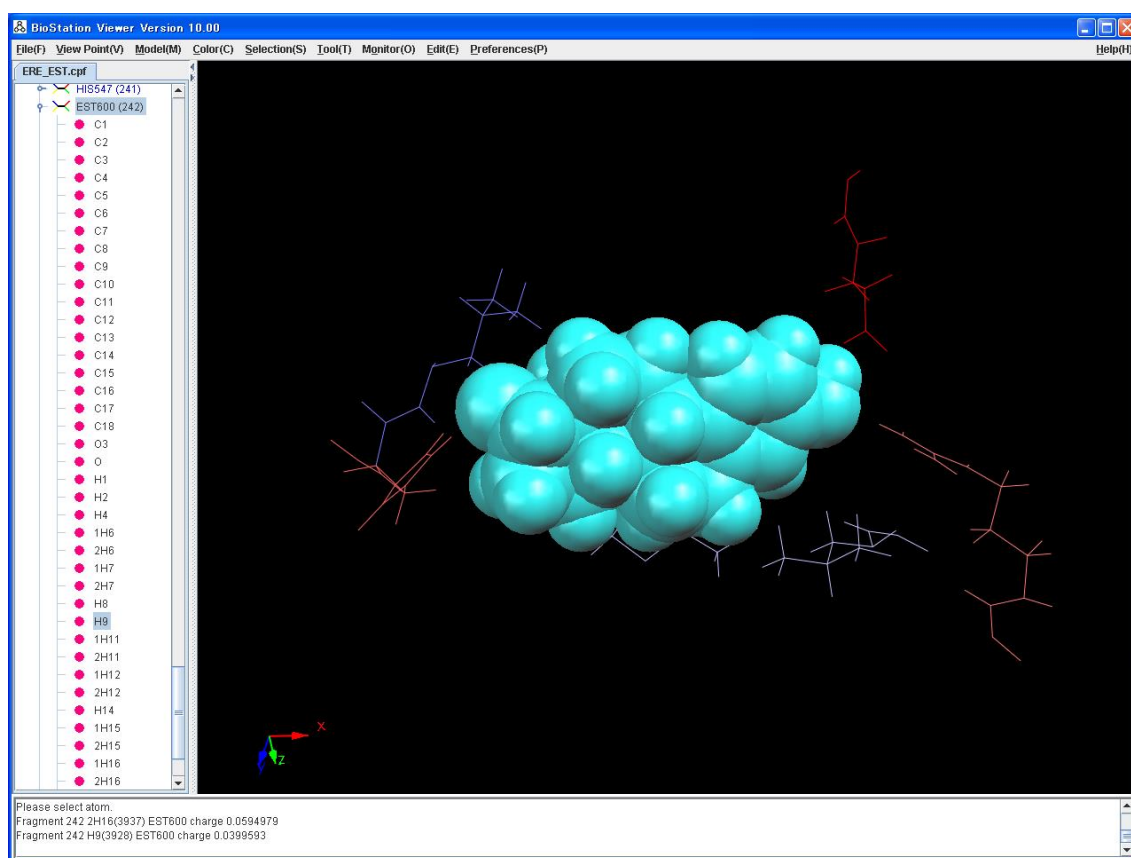 BioStation Viewer Version 10.00
File(F) View Point(V) Model(M) Color(C) Selection(S) Tool(T) Monitor(O) Edit(E) Preferences(P) Help(H)
ERE_EST.cpf
HIS547 (241)
EST600 (242)
C1
C2
C3
C4
C5
C6
C7
C8
C9
C10
C11
C12
C13
C14
C15
C16
C17
C18
O3
O
H1
H2
H4
1H6
2H6
1H7
2H7
H8
H9
1H11
2H11
1H12
2H12
H14
1H15
2H15
1H16
2H16
X
Z
Please select atom.
Fragment 242 2H16(3937) EST600 charge 0.0594979
Fragment 242 H9(3928) EST600 charge 0.0399593